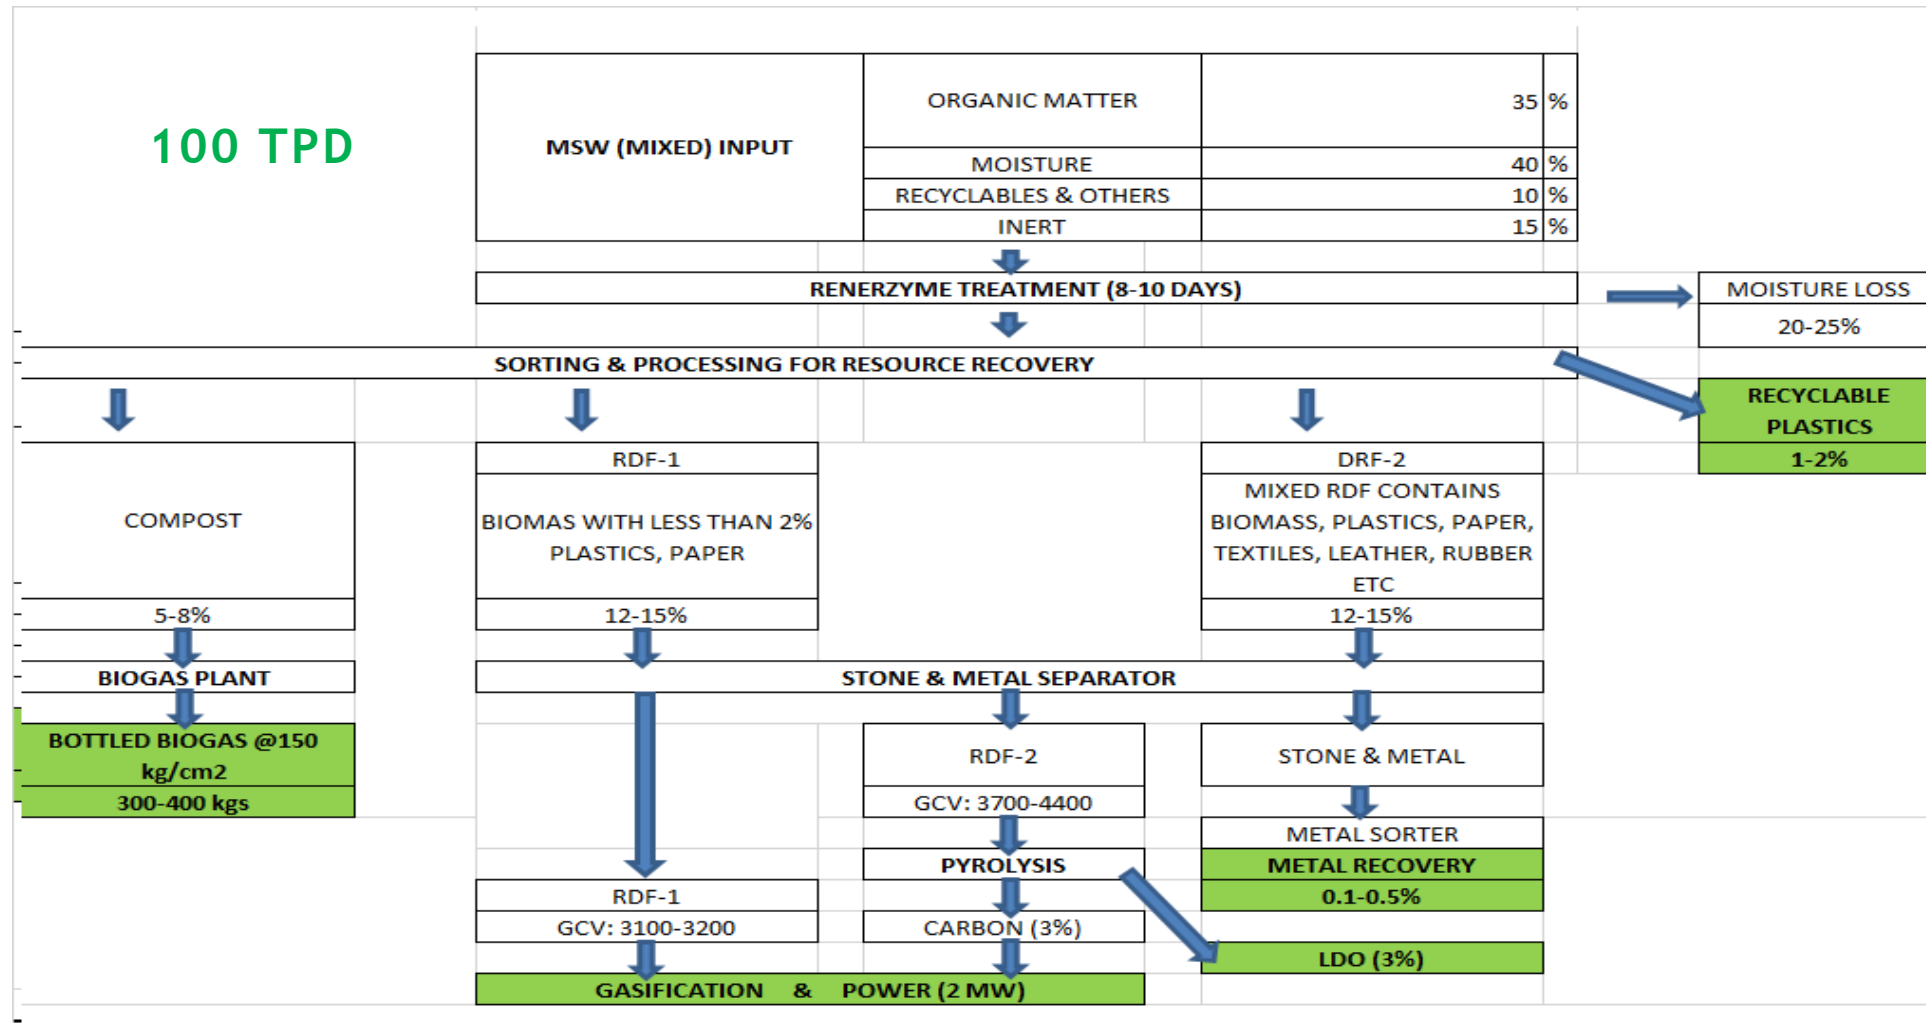 100 TPD
MSW (MIXED) INPUT
ORGANIC MATTER 35 %
MOISTURE 40 %
RECYCLABLES & OTHERS 10 %
INERT 15 %
RENERZYME TREATMENT (8-10 DAYS)
MOISTURE LOSS
20-25%
SORTING & PROCESSING FOR RESOURCE RECOVERY
RECYCLABLE
PLASTICS
1-2%
COMPOST
5-8%
RDF-1
BIOMAS WITH LESS THAN 2%
PLASTICS, PAPER
12-15%
DRF-2
MIXED RDF CONTAINS
BIOMASS, PLASTICS, PAPER,
TEXTILES, LEATHER, RUBBER
ETC
12-15%
BIOGAS PLANT
STONE & METAL SEPARATOR
BOTTLED BIOGAS @150
kg/cm2
300-400 kgs
RDF-2
GCV: 3700-4400
STONE & METAL
METAL SORTER
PYROLYSIS
METAL RECOVERY
0.1-0.5%
RDF-1
GCV: 3100-3200
CARBON (3%)
LDO (3%)
GASIFICATION & POWER (2 MW)